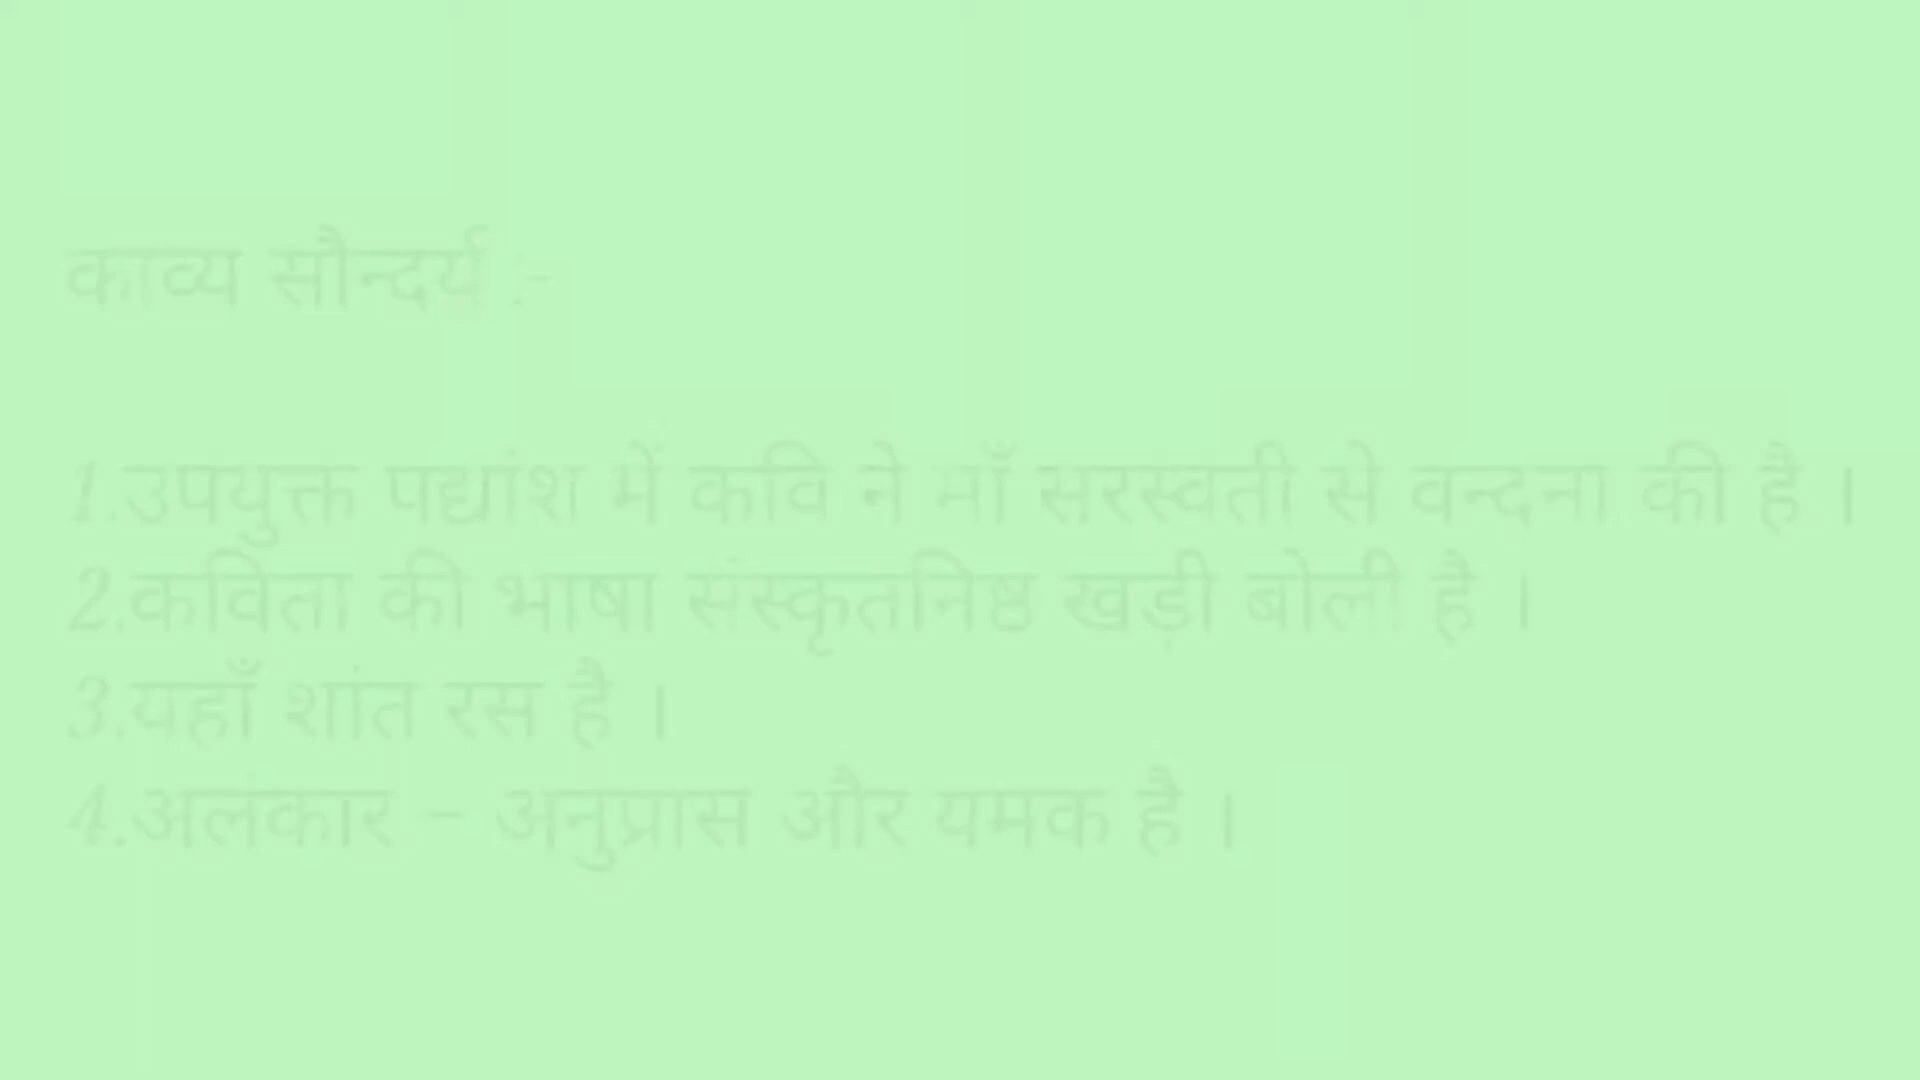 काव्य सौन्दर्य :-
1.उपयुक्त पद्यांश में कवि ने माँ सरस्वती से वन्दना की है ।
2.कविता की भाषा संस्कृतनिष्ठ खड़ी बोली है ।
3.यहाँ शांत रस है ।
4.अलंकार – अनुप्रास और यमक है ।